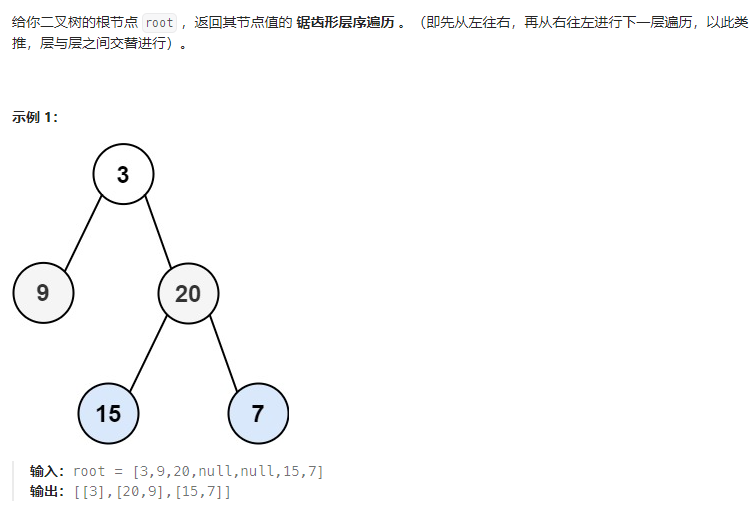 给你二叉树的根节点 root ，返回其节点值的 锯齿形层序遍历 。（即先从左往右，再从右往左进行下一层遍历，以此类
推，层与层之间交替进行）。
示例 1：
3
9
20
15
7
输入：root = [3,9,20,null,null,15,7]
输出：[[3],[20,9],[15,7]]